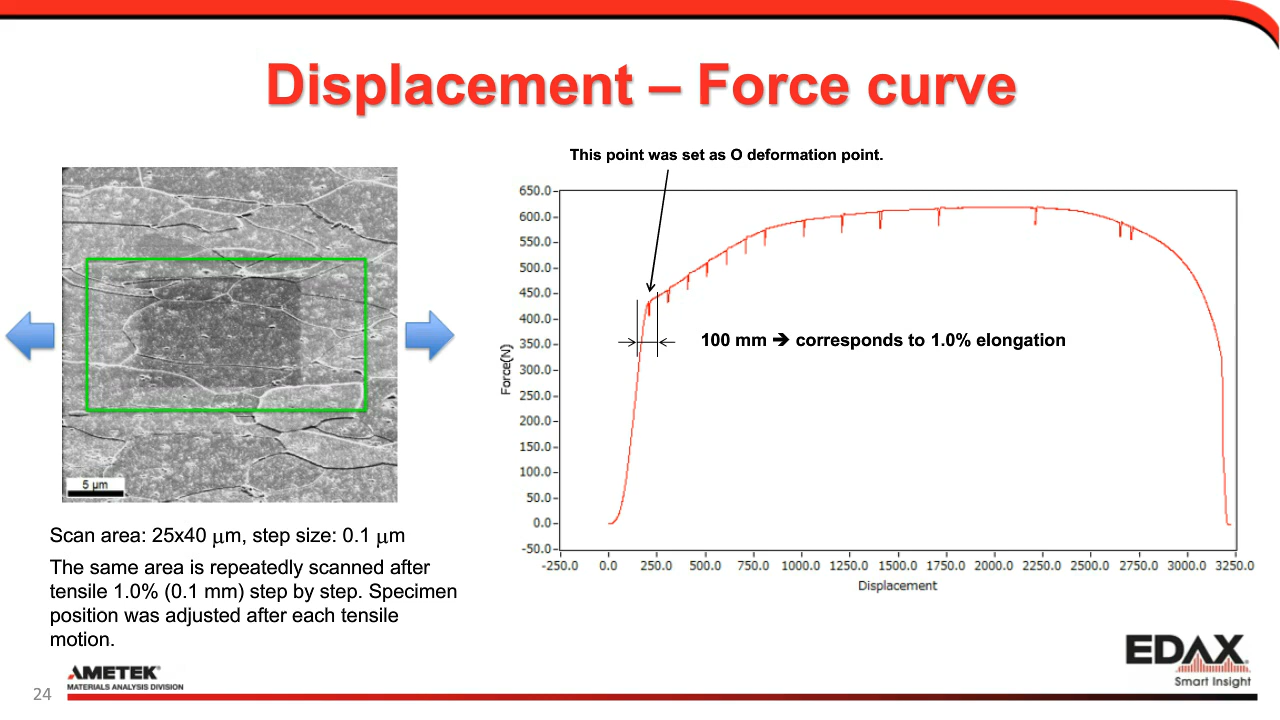 Displacement – Force curve
This point was set as O deformation point.
650.0
600.0
550.0
500.0
450.0
400.0
350.0
300.0
250.0
200.0
150.0
100.0
50.0
0.0
-50.0
Force(N)
100 mm ➔ corresponds to 1.0% elongation
-250.0 0.0 250.0 500.0 750.0 1000.0 1250.0 1500.0 1750.0 2000.0 2250.0 2500.0 2750.0 3000.0 3250.0
Displacement
5 µm
Scan area: 25x40 µm, step size: 0.1 µm
The same area is repeatedly scanned after
tensile 1.0% (0.1 mm) step by step. Specimen
position was adjusted after each tensile
motion.
24
AMETEK®
MATERIALS ANALYSIS DIVISION
EDAX
Smart Insight